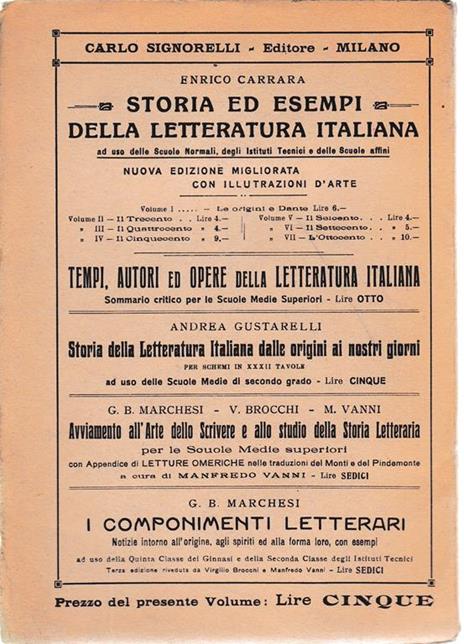 CARLO SIGNORELLI - Editore - MILANO
ENRICO CARRARA
STORIA ED ESEMPI
DELLA LETTERATURA ITALIANA
ad uso delle Scuole Normali, degli Istituti Tecnici e delle Scuole affini
NUOVA EDIZIONE MIGLIORATA
CON ILLUTRAZIONI D'ARTE
Volume I ..... — Le origini e Dante Lire 6.—
Volume II — Il Trecento . . Lire 4.—
" III — Il Quattrocento " 4.—
" IV — Il Cinquecento " 9.—
Volume V — Il Seicento . . Lire 4.—
" VI — Il Settecento . . " 5.—
" VII — L'Ottocento . . " 10.—
TEMPI, AUTORI ED OPERE DELLA LETTERATURA ITALIANA
Sommario critico per le Scuole Medie Superiori - Lire OTTO
ANDREA GUSTARELLI
Storia della Letteratura Italiana dalle origini ai nostri giorni
PER SCHEMI IN XXXII TAVOLE
ad uso delle Scuole Medie di secondo grado - Lire CINQUE
G. B. MARCHESI - V. BROCCHI - M. VANNI
Avviamento all'Arte dello Scrivere e allo studio della Storia Letteraria
per le Scuole Medie superiori
con Appendice di LETTURE OMERICHE nelle traduzioni del Monti e del Pindemonte
a cura di MANFREDO VANNI - Lire SEDICI
G. B. MARCHESI
I COMPONIMENTI LETTERARI
Notizie intorno all'origine, agli spiriti ed alla forma loro, con esempi
ad uso della Quinta Classe dei Ginnasi e della Seconda Classe degli Istituti Tecnici
Terza edizione riveduta da Virgilio Brocchi e Manfredo Vanni - Lire SEDICI
Prezzo del presente Volume: Lire CINQUE